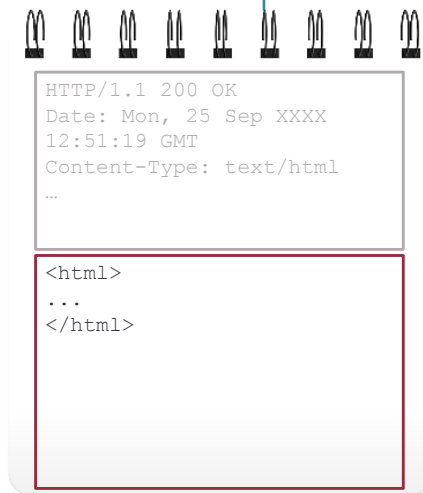 HTTP/1.1 200 OK
Date: Mon, 25 Sep XXXX
12:51:19 GMT
Content-Type: text/html
…
<html>
...
</html>